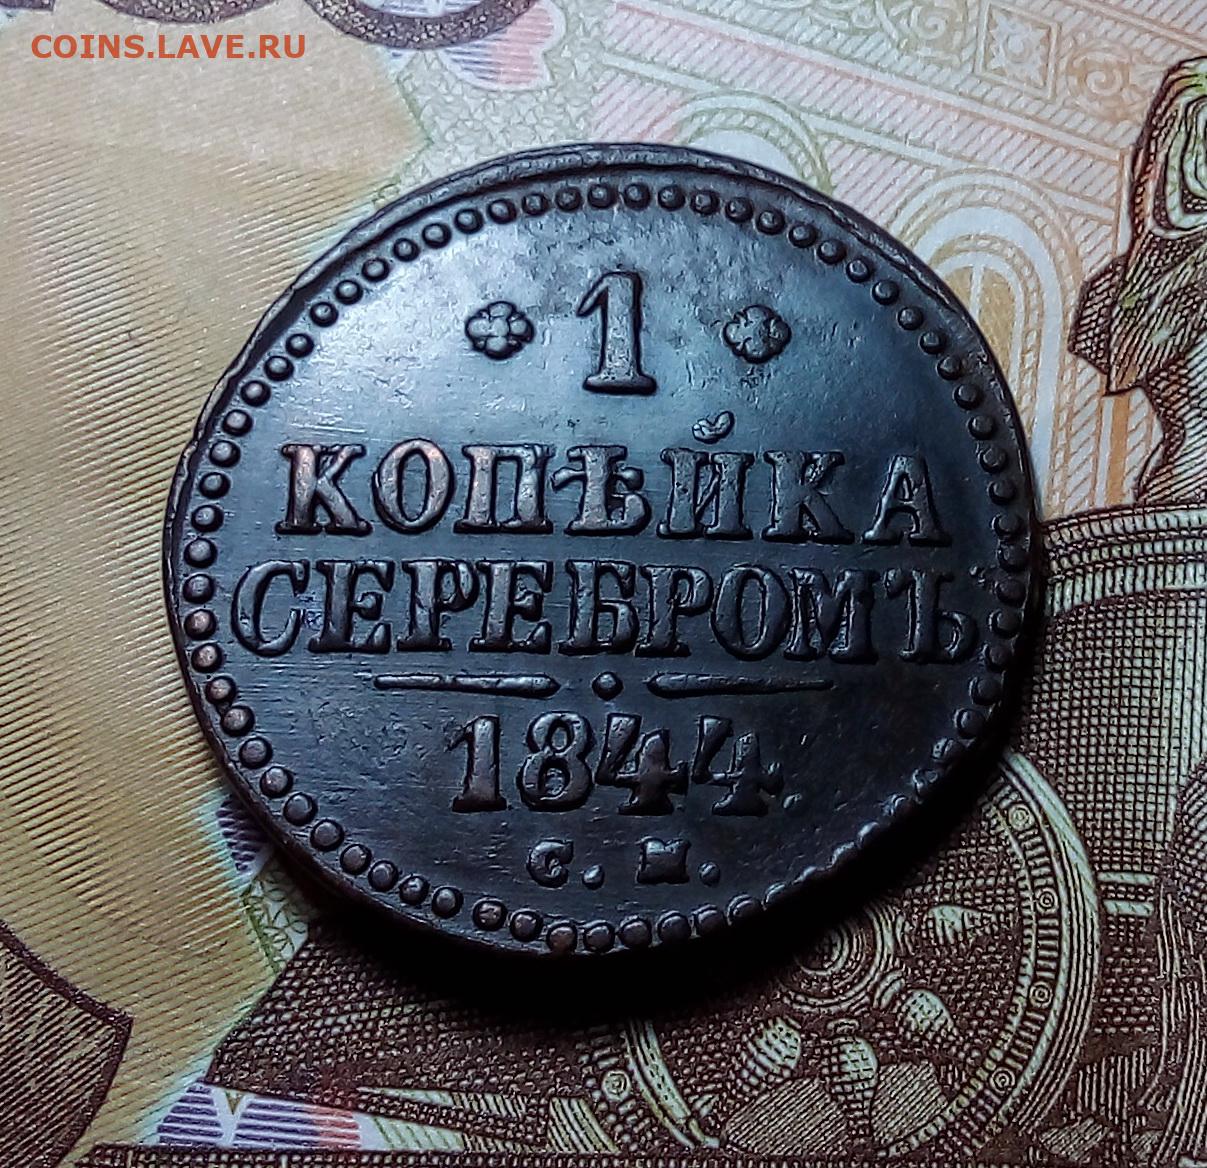 COINS.LAVE.RU
1
КОПѢЙКА
СЕРЕБРОМЪ
1844.
С. М.